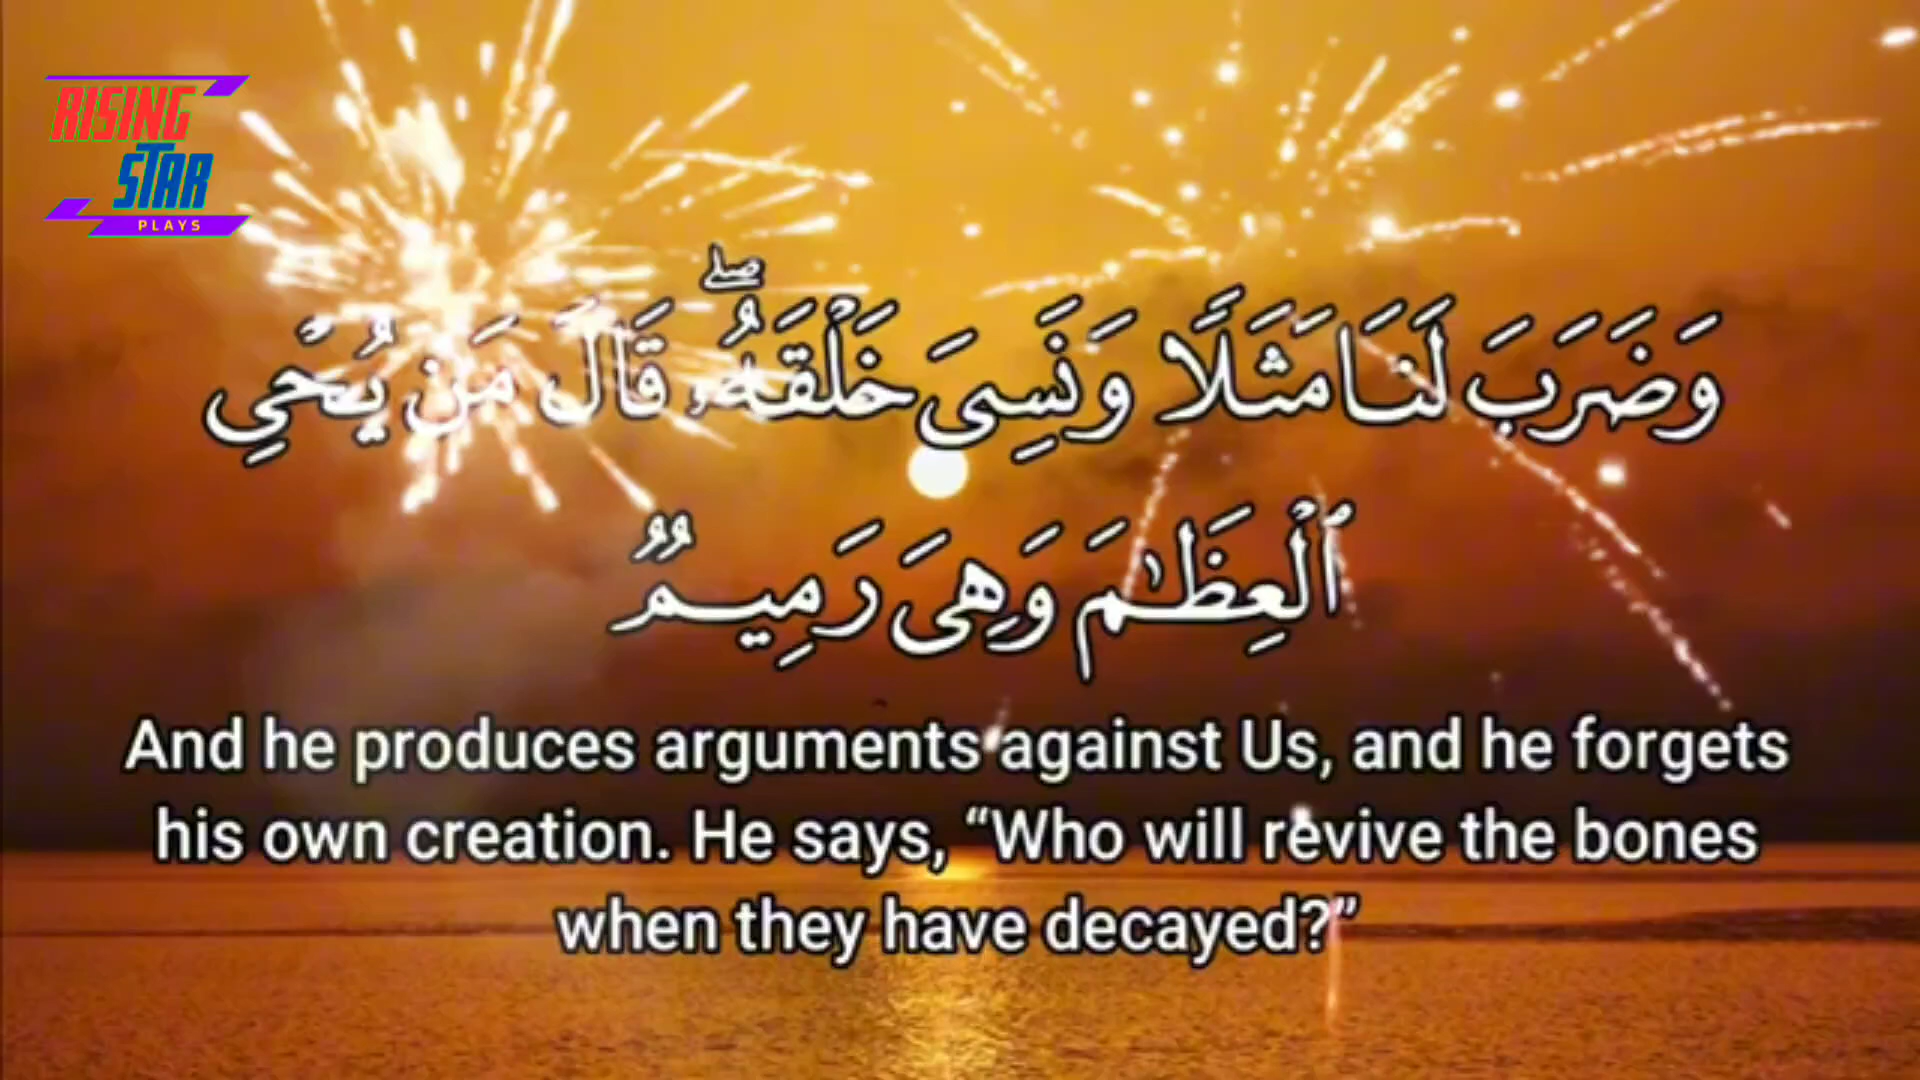 RISING
STAR
PLAYS
وَضَرَبَ لَنَا مَثَلًا وَنَسِىَ خَلْقَهُۥ ۖ قَالَ مَن يُحْىِ
ٱلْعِظَـٰمَ وَهِىَ رَمِيمٌ
And he produces arguments against Us, and he forgets
his own creation. He says, “Who will revive the bones
when they have decayed?”